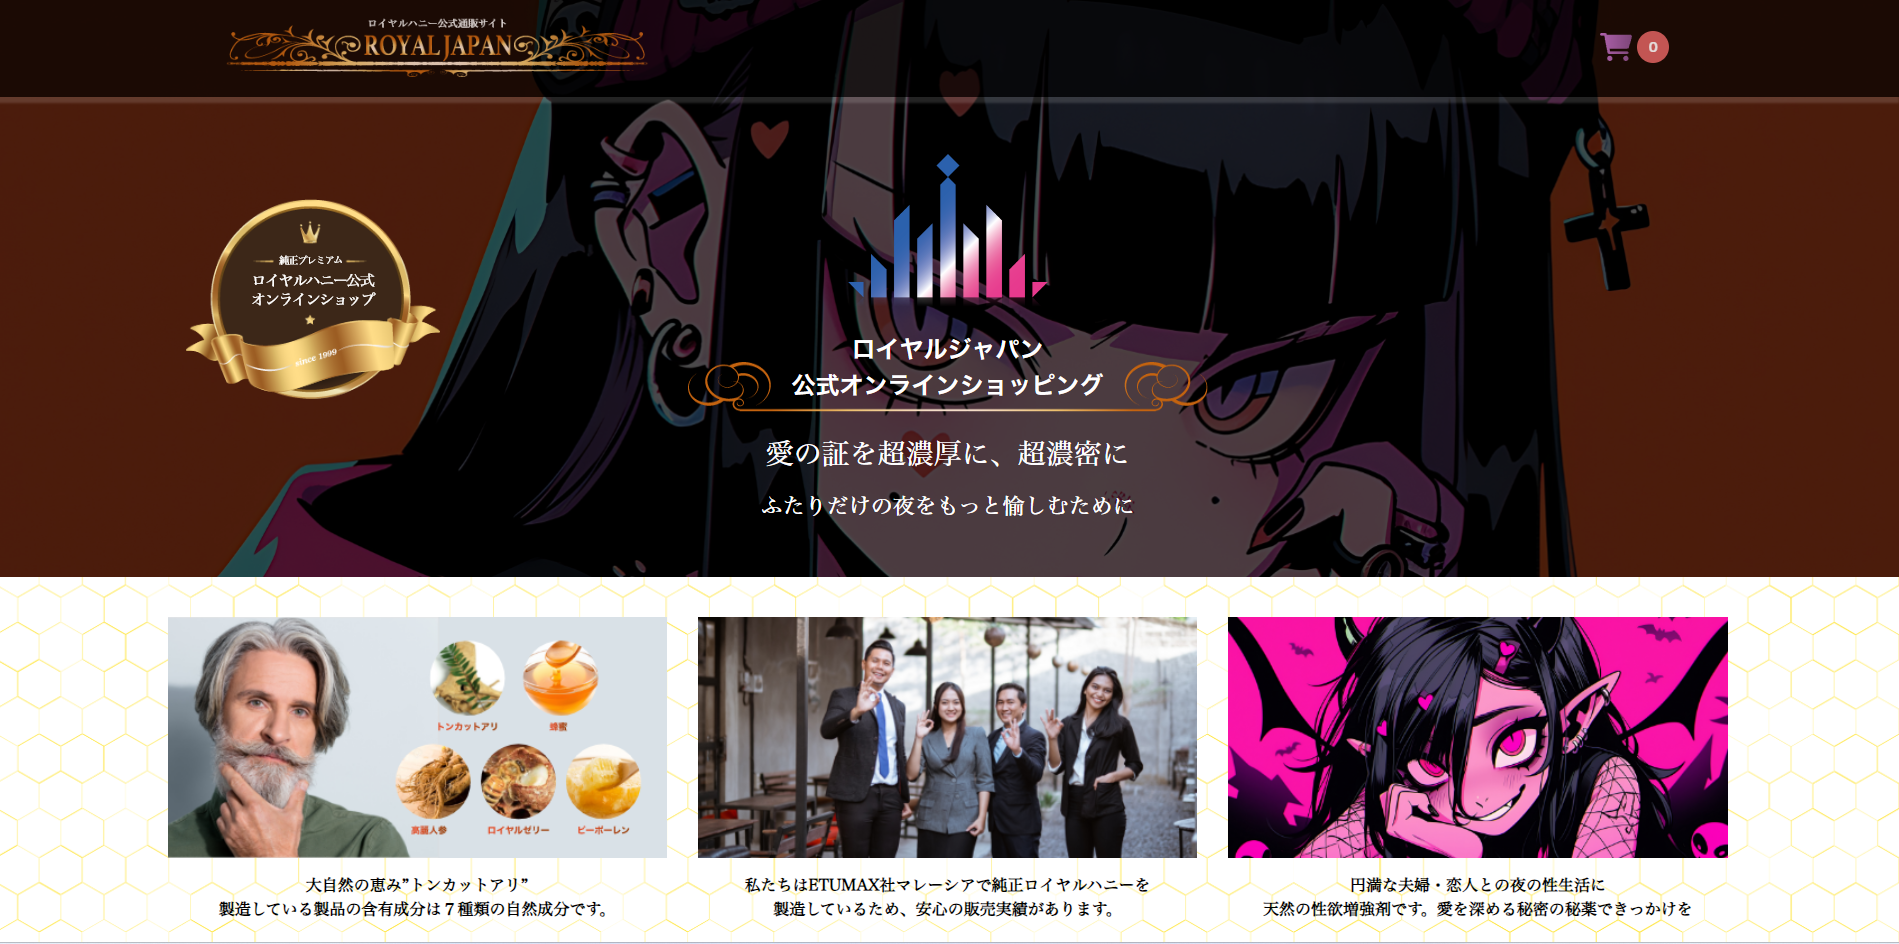 ロイヤルハニー公式通販サイト
ROYAL JAPAN
0
純正プレミアム
ロイヤルハニー公式
オンラインショップ
since 1999
ロイヤルジャパン
公式オンラインショッピング
愛の証を超濃厚に、超濃密に
ふたりだけの夜をもっと愉しむために
トンカットアリ
蜂蜜
高麗人参
ロイヤルゼリー
ビーポーレン
大自然の恵み”トンカットアリ”
製造している製品の含有成分は７種類の自然成分です。
私たちはETUMAX社マレーシアで純正ロイヤルハニーを
製造しているため、安心の販売実績があります。
円満な夫婦・恋人との夜の性生活に
天然の性欲増強剤です。愛を深める秘密の秘薬できっかけを